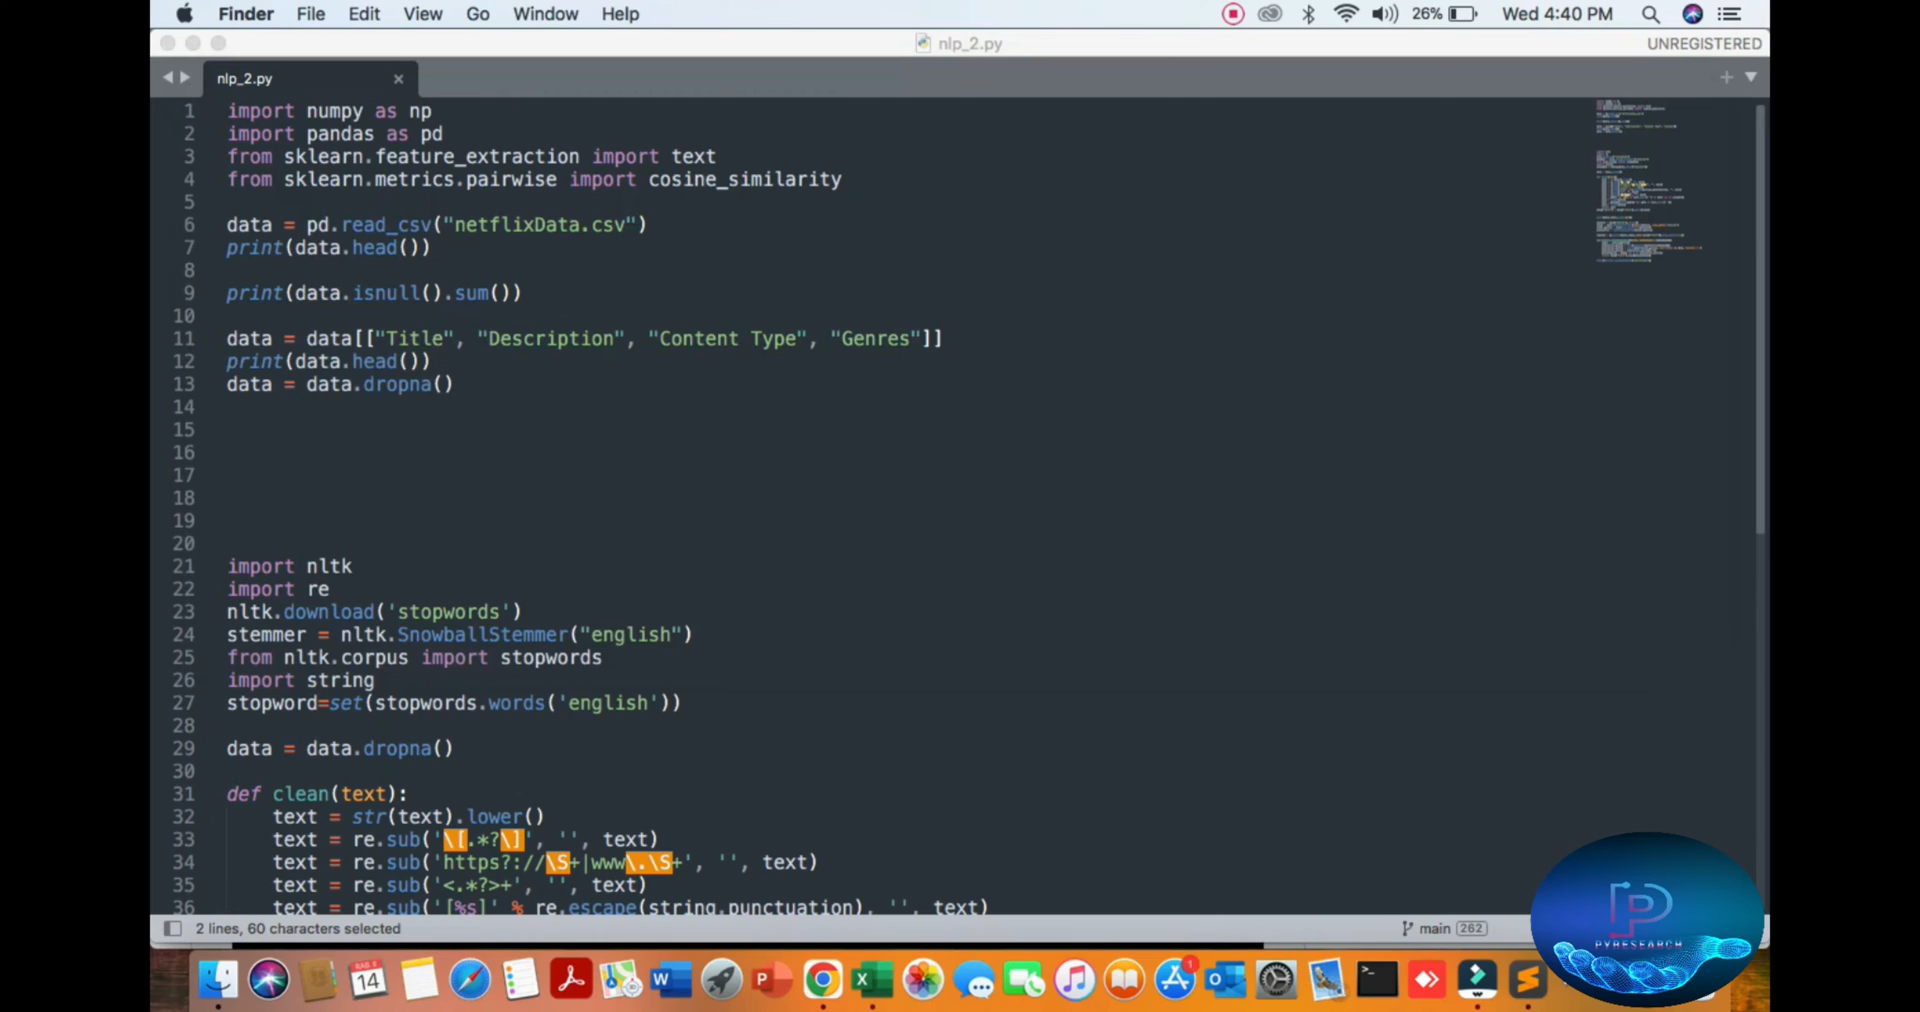 Finder File Edit View Go Window Help 26% Wed 4:40 PM
nlp_2.py UNREGISTERED
nlp_2.py
1 import numpy as np
2 import pandas as pd
3 from sklearn.feature_extraction import text
4 from sklearn.metrics.pairwise import cosine_similarity
5
6 data = pd.read_csv("netflixData.csv")
7 print(data.head())
8
9 print(data.isnull().sum())
10
11 data = data[["Title", "Description", "Content Type", "Genres"]]
12 print(data.head())
13 data = data.dropna()
14
15
16
17
18
19
20
21 import nltk
22 import re
23 nltk.download('stopwords')
24 stemmer = nltk.SnowballStemmer("english")
25 from nltk.corpus import stopwords
26 import string
27 stopword=set(stopwords.words('english'))
28
29 data = data.dropna()
30
31 def clean(text):
32 text = str(text).lower()
33 text = re.sub('\[.*?\]', '', text)
34 text = re.sub('https?://\S+|www\.\S+', '', text)
35 text = re.sub('<.*?>+', '', text)
36 text = re.sub('[%s]' % re.escape(string.punctuation), '', text)
2 lines, 60 characters selected main 262
PYRESEARCH
14
W
P
X
1
O
>_